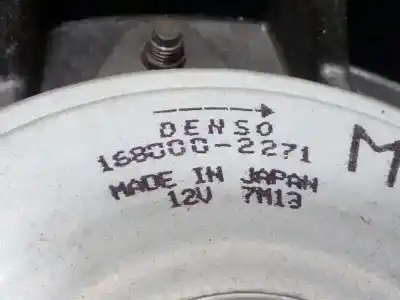 DENSO
168000-2271
M
MADE IN JAPAN
12V 7M13